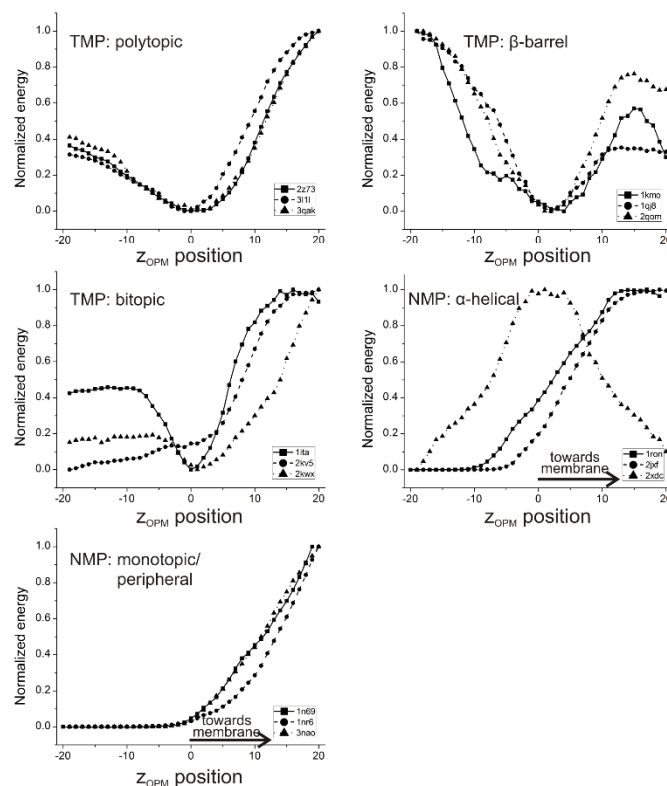 TMP: polytopic
Normalized energy
1.0
0.8
0.6
0.4
0.2
0.0
-20 -10 0 10 20
zOPM position
2z73
3l1l
3qak
TMP: β-barrel
Normalized energy
1.0
0.8
0.6
0.4
0.2
0.0
-20 -10 0 10 20
zOPM position
1kmo
1qj8
2qom
TMP: bitopic
Normalized energy
1.0
0.8
0.6
0.4
0.2
0.0
-20 -10 0 10 20
zOPM position
1ita
2kv5
2kwx
NMP: α-helical
Normalized energy
1.0
0.8
0.6
0.4
0.2
0.0
-20 -10 0 10 20
zOPM position
towards
membrane
1ron
2jxf
2xdc
NMP: monotopic/
peripheral
Normalized energy
1.0
0.8
0.6
0.4
0.2
0.0
-20 -10 0 10 20
zOPM position
towards
membrane
1n69
1nr6
3nao